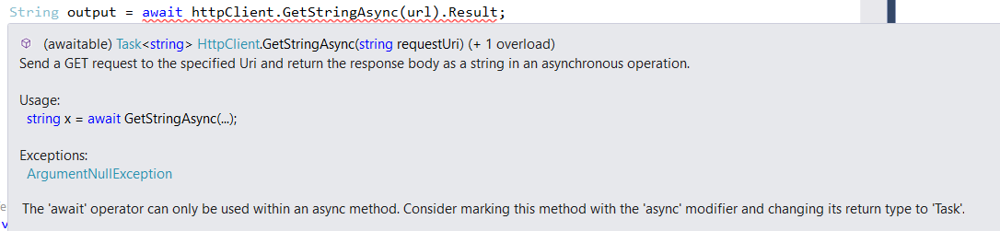 String output = await httpClient.GetStringAsync(url).Result;
(awaitable) Task<string> HttpClient.GetStringAsync(string requestUri) (+ 1 overload)
Send a GET request to the specified Uri and return the response body as a string in an asynchronous operation.
Usage:
string x = await GetStringAsync(...);
Exceptions:
ArgumentNullException
The 'await' operator can only be used within an async method. Consider marking this method with the 'async' modifier and changing its return type to 'Task'.